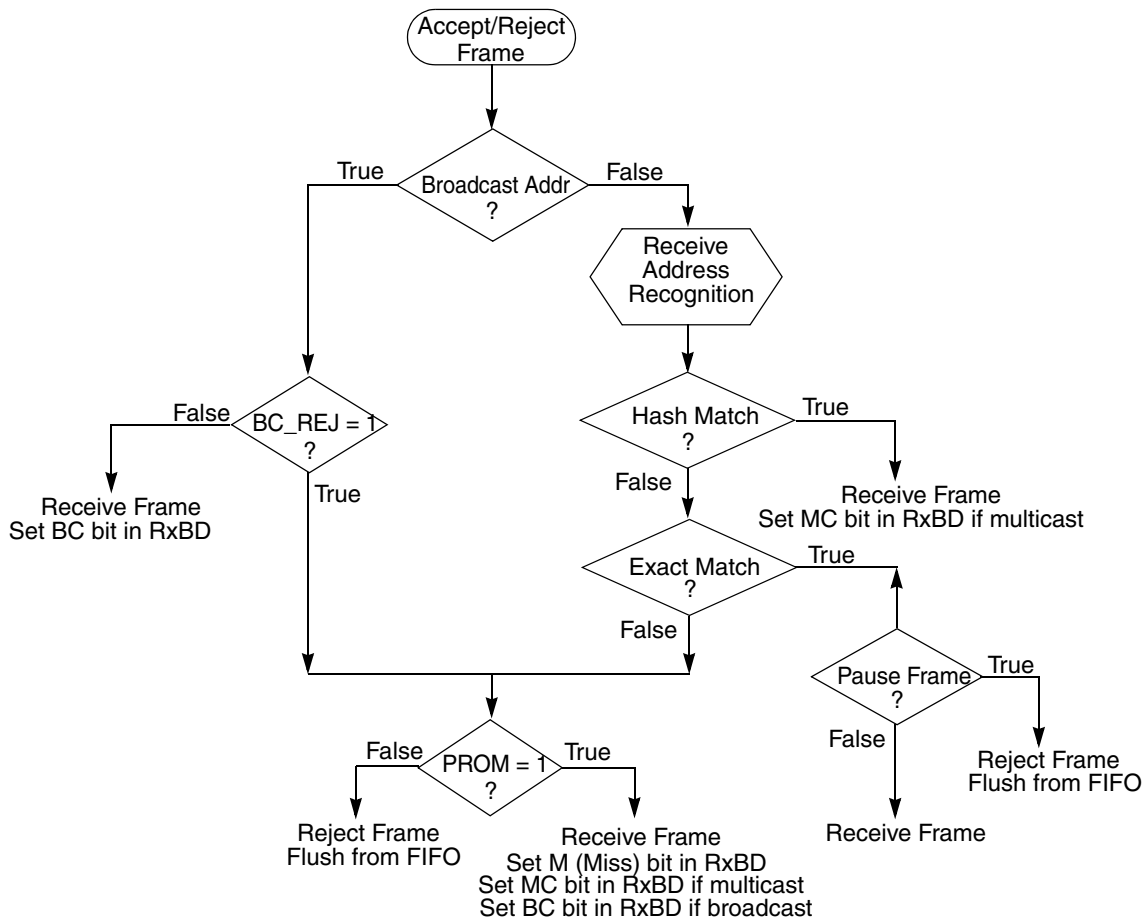 Accept/Reject
Frame
True
False
Broadcast Addr
?
Receive
Address
Recognition
False
BC_REJ = 1
?
True
Hash Match
?
True
False
Receive Frame
Set BC bit in RxBD
Receive Frame
Set MC bit in RxBD if multicast
Exact Match
?
True
False
Pause Frame
?
True
False
False
PROM = 1
?
True
Reject Frame
Flush from FIFO
Reject Frame
Flush from FIFO
Receive Frame
Set M (Miss) bit in RxBD
Set MC bit in RxBD if multicast
Set BC bit in RxBD if broadcast
Receive Frame